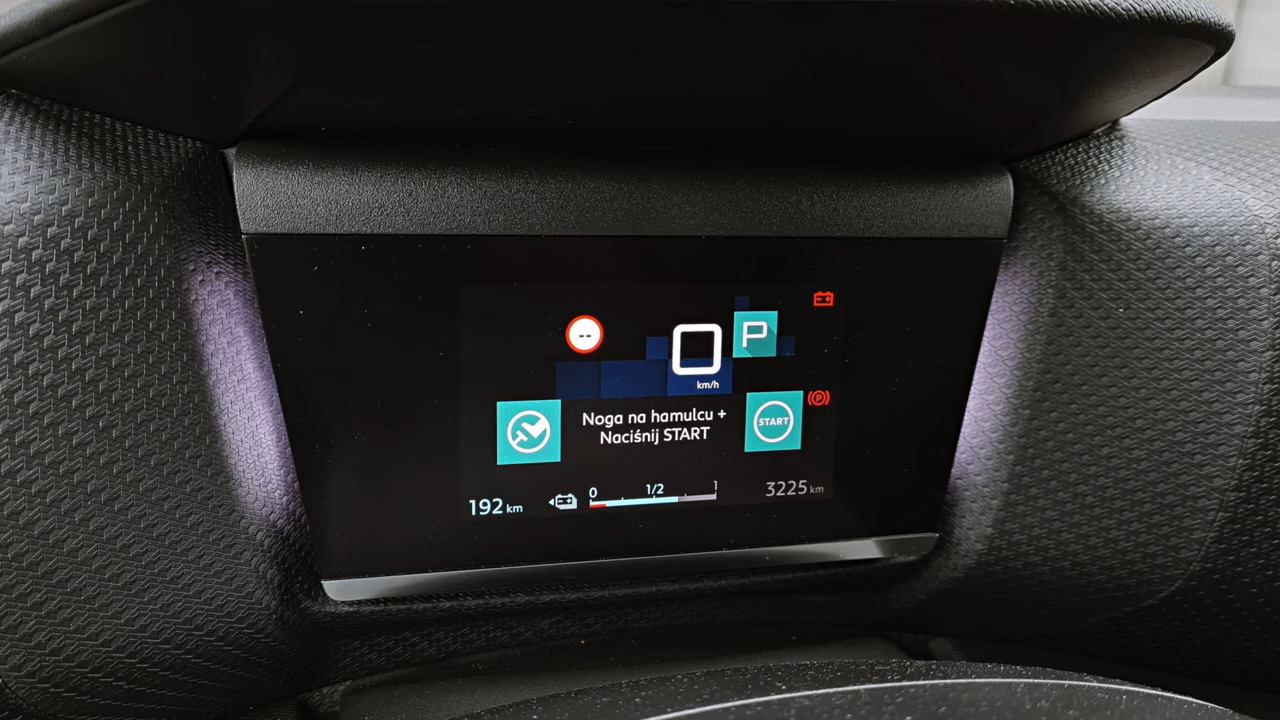 --
0
km/h
P
Noga na hamulcu +
Naciśnij START
START
P
192 km
0 1/2 1
3225 km